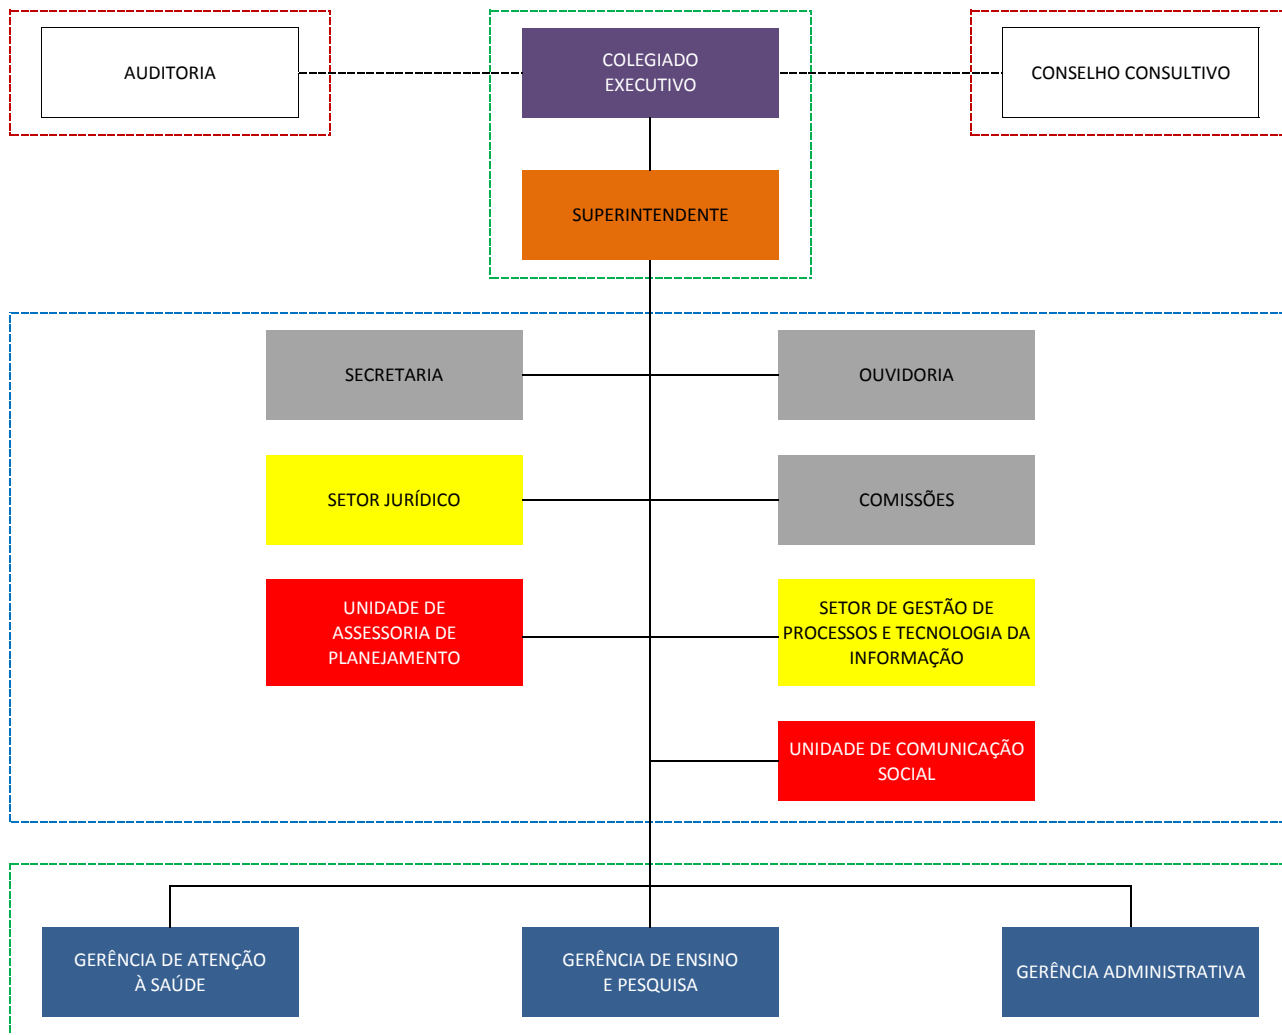 AUDITORIA
COLEGIADO
EXECUTIVO
CONSELHO CONSULTIVO
SUPERINTENDENTE
SECRETARIA
OUVIDORIA
SETOR JURÍDICO
COMISSÕES
UNIDADE DE
ASSESSORIA DE
PLANEJAMENTO
SETOR DE GESTÃO DE
PROCESSOS E TECNOLOGIA DA
INFORMAÇÃO
UNIDADE DE COMUNICAÇÃO
SOCIAL
GERÊNCIA DE ATENÇÃO
À SAÚDE
GERÊNCIA DE ENSINO
E PESQUISA
GERÊNCIA ADMINISTRATIVA